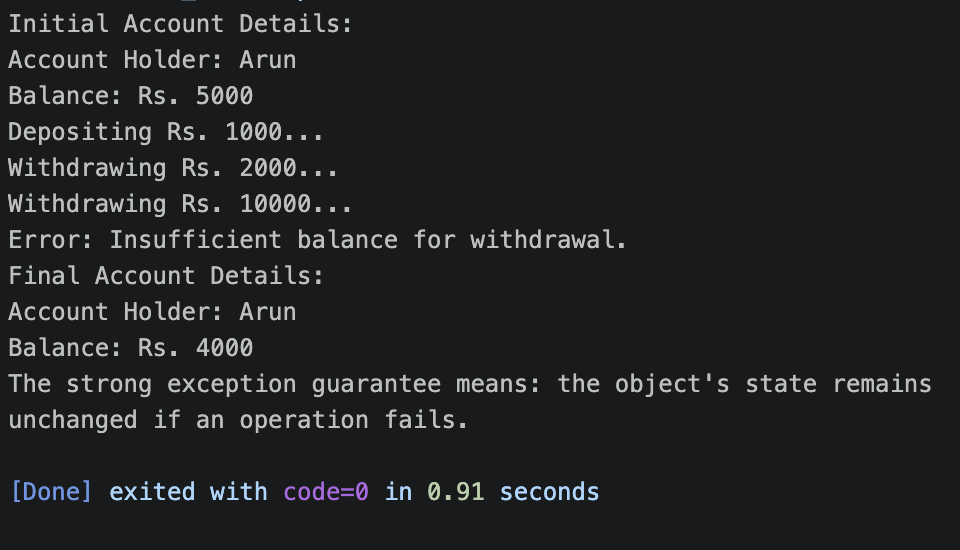 Initial Account Details:
Account Holder: Arun
Balance: Rs. 5000
Depositing Rs. 1000...
Withdrawing Rs. 2000...
Withdrawing Rs. 10000...
Error: Insufficient balance for withdrawal.
Final Account Details:
Account Holder: Arun
Balance: Rs. 4000
The strong exception guarantee means: the object's state remains
unchanged if an operation fails.
[Done] exited with code=0 in 0.91 seconds